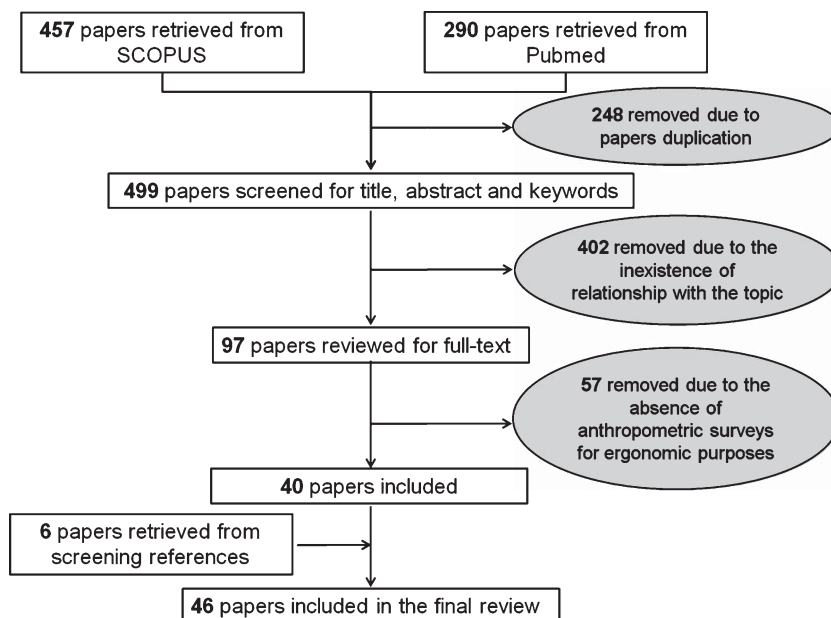 457 papers retrieved from
SCOPUS
290 papers retrieved from
Pubmed
248 removed due to
papers duplication
499 papers screened for title, abstract and keywords
402 removed due to the
inexistence of
relationship with the topic
97 papers reviewed for full-text
57 removed due to the
absence of
anthropometric surveys
for ergonomic purposes
40 papers included
6 papers retrieved from
screening references
46 papers included in the final review